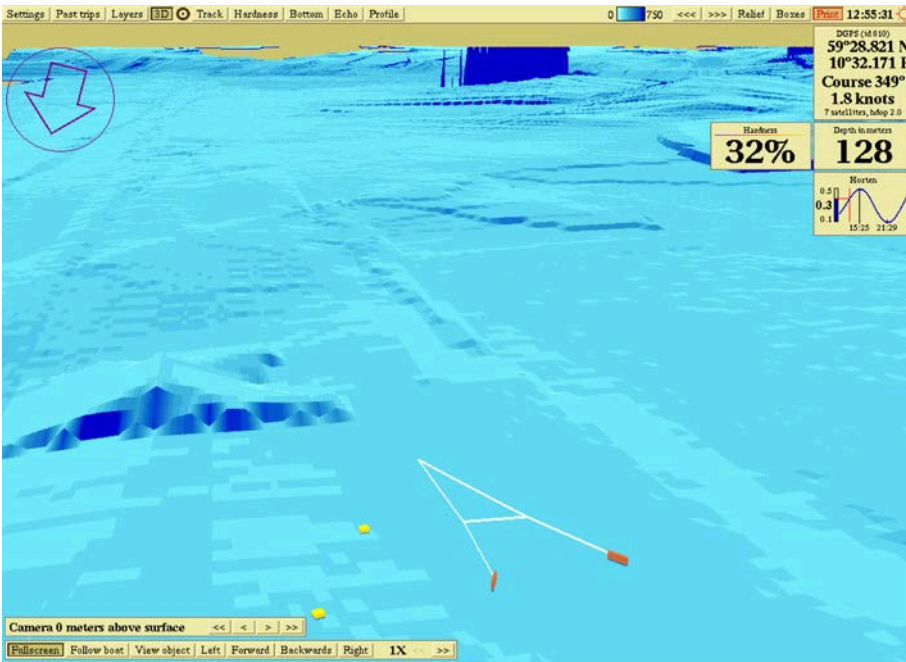 Settings Past trips Layers 3D Track Hardness Bottom Echo Profile 0 750 <<< >>> Relief Boxes Print 12:55:31
DGPS (id 810)
59°28.821 N
10°32.171 E
Course 349°
1.8 knots
7 satellites, hdop 2.0
Hardness
32%
Depth in meters
128
Horten
0.5
0.3
0.1
15:25 21:29
Camera 0 meters above surface << < > >>
Fullscreen Follow boat View object Left Forward Backwards Right 1X << >>